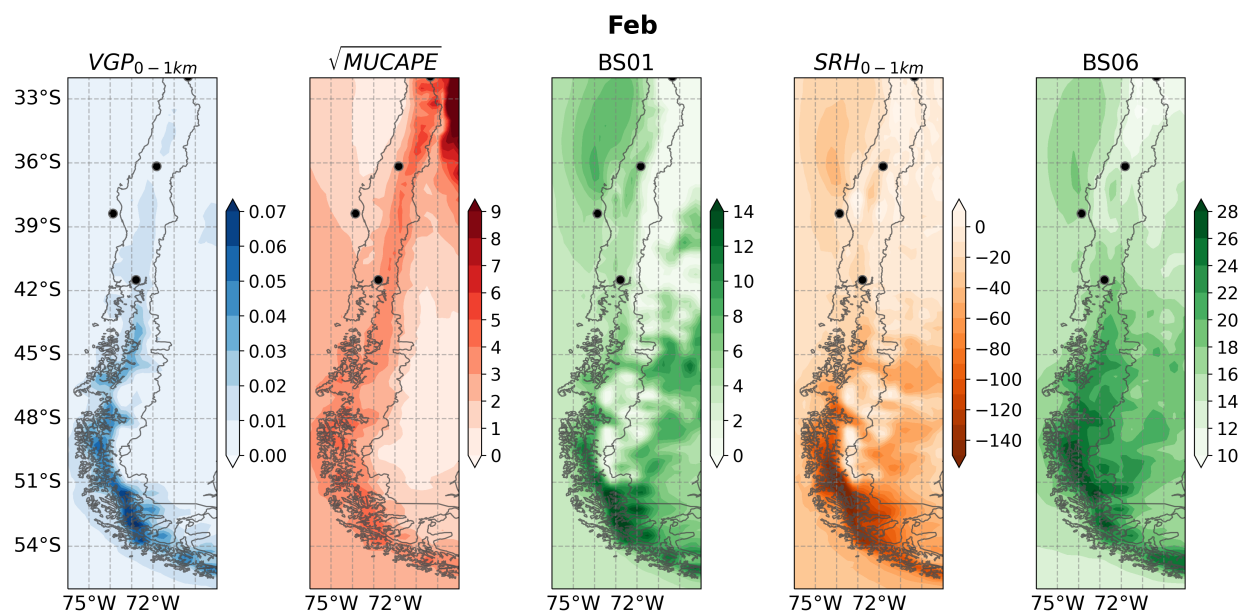 Feb
VGP0−1km
√MUCAPE
BS01
SRH0−1km
BS06
33°S
36°S
39°S
42°S
45°S
48°S
51°S
54°S
0.07
0.06
0.05
0.04
0.03
0.02
0.01
0.00
9
8
7
6
5
4
3
2
1
0
14
12
10
8
6
4
2
0
0
−20
−40
−60
−80
−100
−120
−140
28
26
24
22
20
18
16
14
12
10
75°W 72°W
75°W 72°W
75°W 72°W
75°W 72°W
75°W 72°W